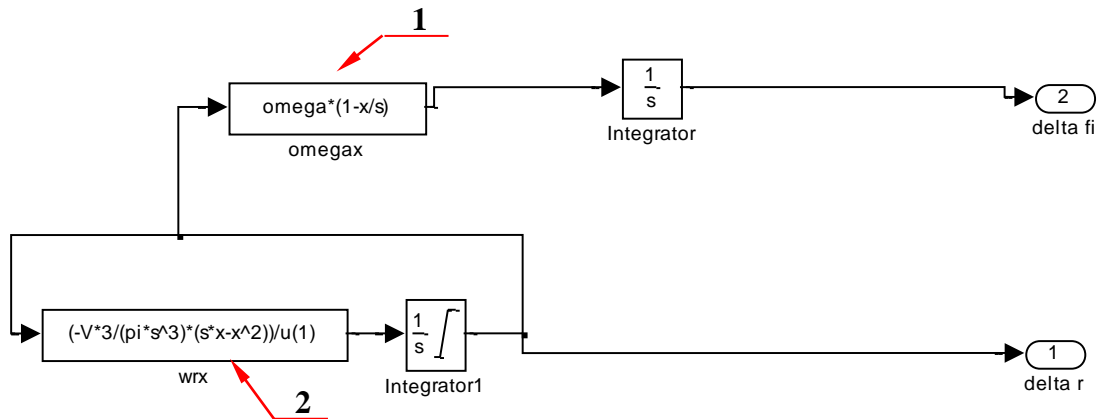 1
omega*(1-x/s)
omegax
1
s
Integrator
2
delta fi
(-V*3/(pi*s^3)*(s*x-x^2))/u(1)
wrx
2
1
s
Integrator1
1
delta r